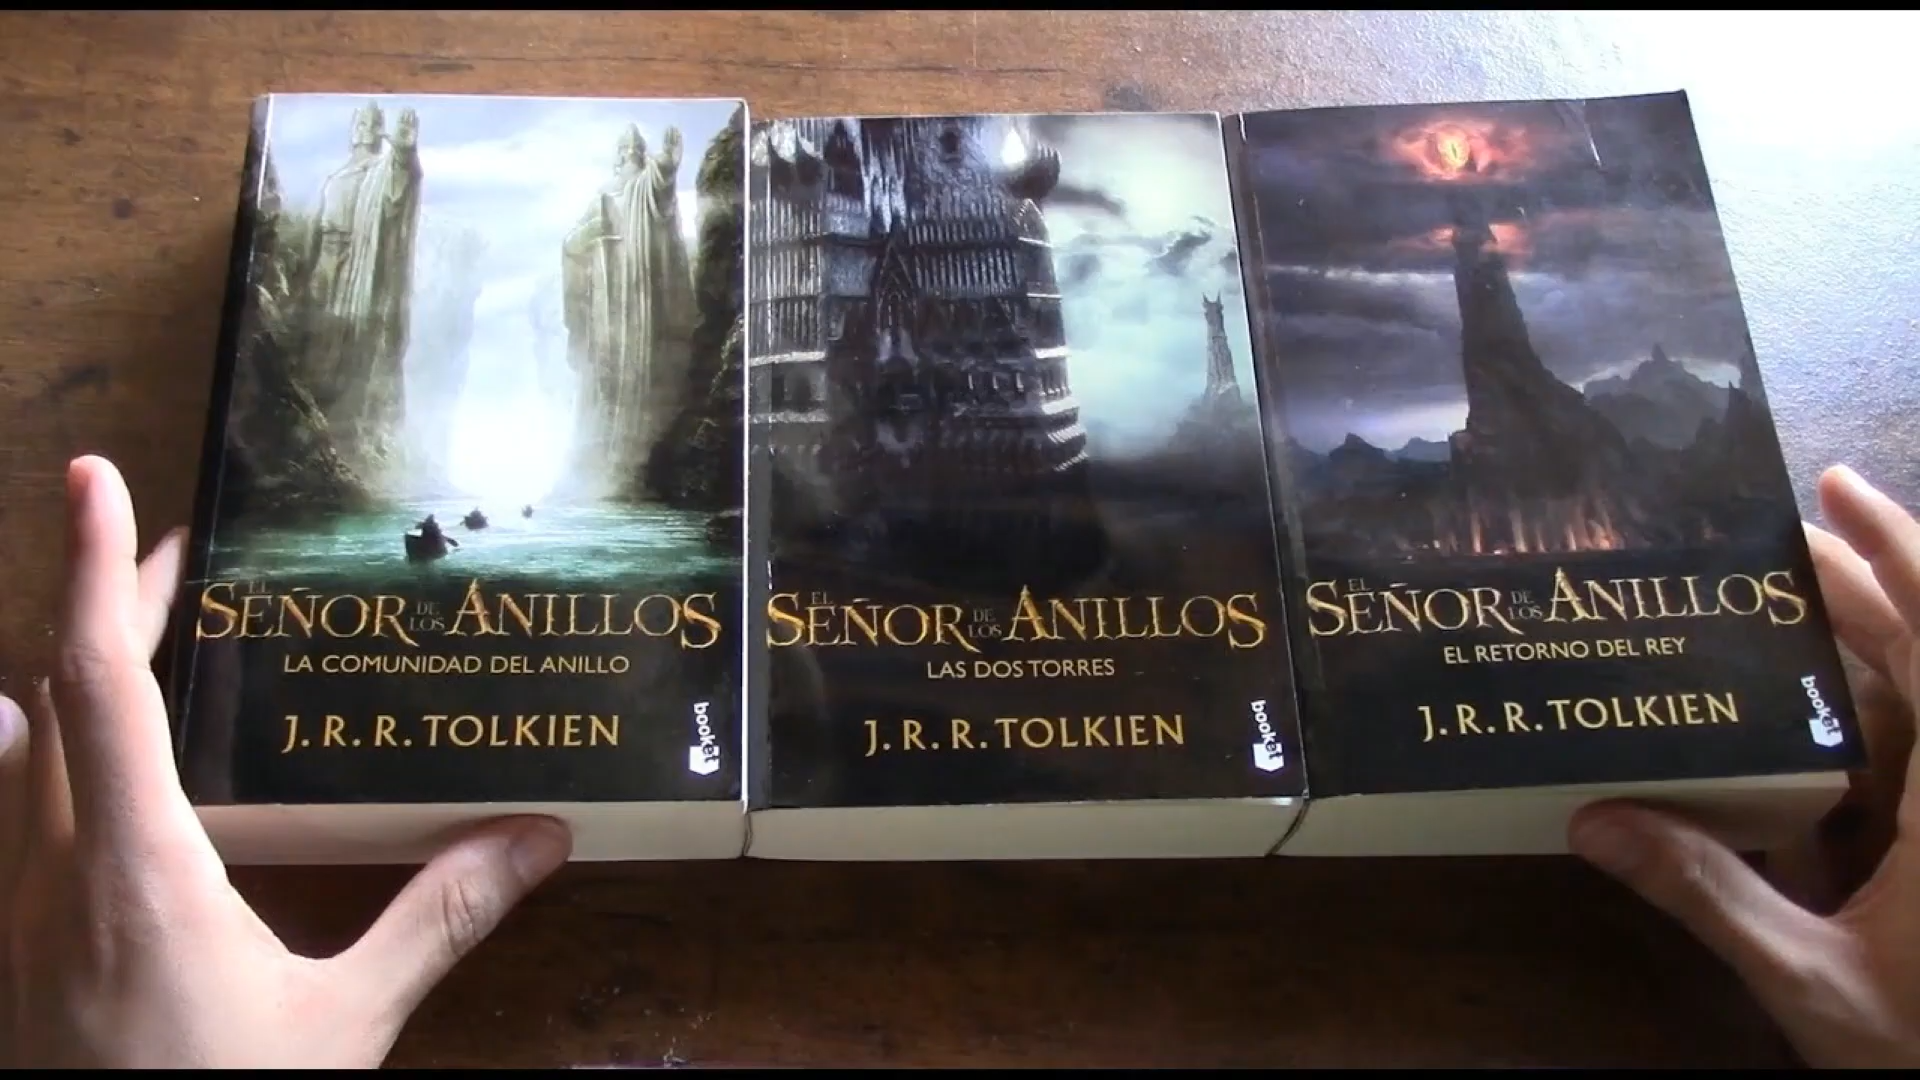 EL SEÑOR DE LOS ANILLOS
LA COMUNIDAD DEL ANILLO
J. R. R. TOLKIEN
booket
EL SEÑOR DE LOS ANILLOS
LAS DOS TORRES
J. R. R. TOLKIEN
booket
EL SEÑOR DE LOS ANILLOS
EL RETORNO DEL REY
J. R. R. TOLKIEN
booket